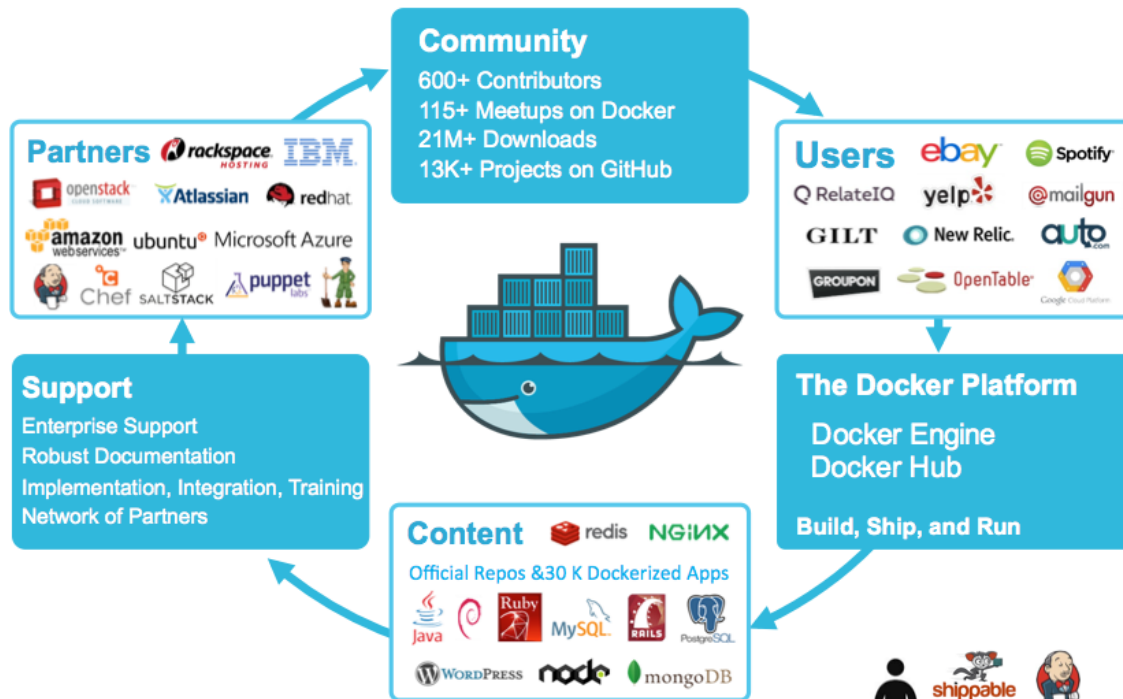 Community
600+ Contributors
115+ Meetups on Docker
21M+ Downloads
13K+ Projects on GitHub
Partners
rackspace.
HOSTING
IBM
openstack
CLOUD SOFTWARE
Atlassian
redhat
amazon
webservices™
ubuntu
Microsoft Azure
Chef
SALTSTACK
puppet
labs
Users
ebay
Spotify
RelateIQ
yelp
@mailgun
GILT
New Relic.
auto
.com
GROUPON
OpenTable
Google Cloud Platform
Support
Enterprise Support
Robust Documentation
Implementation, Integration, Training
Network of Partners
The Docker Platform
Docker Engine
Docker Hub
Build, Ship, and Run
Content
redis
NGINX
Official Repos &30 K Dockerized Apps
Java
Ruby
MySQL
RAILS
PostgreSQL
WORDPRESS
node
mongoDB
shippable